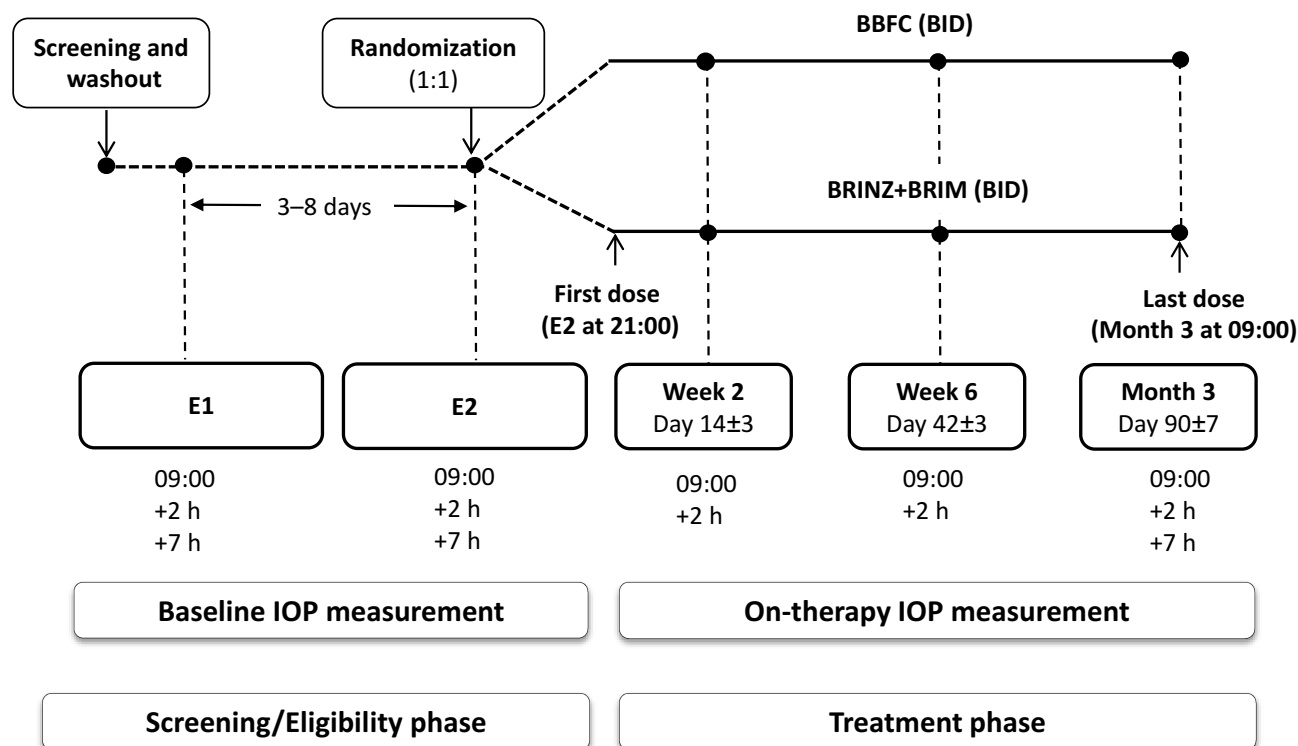 Screening and
washout
Randomization
(1:1)
BBFC (BID)
3–8 days
BRINZ+BRIM (BID)
First dose
(E2 at 21:00)
Last dose
(Month 3 at 09:00)
E1
E2
Week 2
Day 14±3
Week 6
Day 42±3
Month 3
Day 90±7
09:00
+2 h
+7 h
09:00
+2 h
+7 h
09:00
+2 h
09:00
+2 h
09:00
+2 h
+7 h
Baseline IOP measurement
On-therapy IOP measurement
Screening/Eligibility phase
Treatment phase